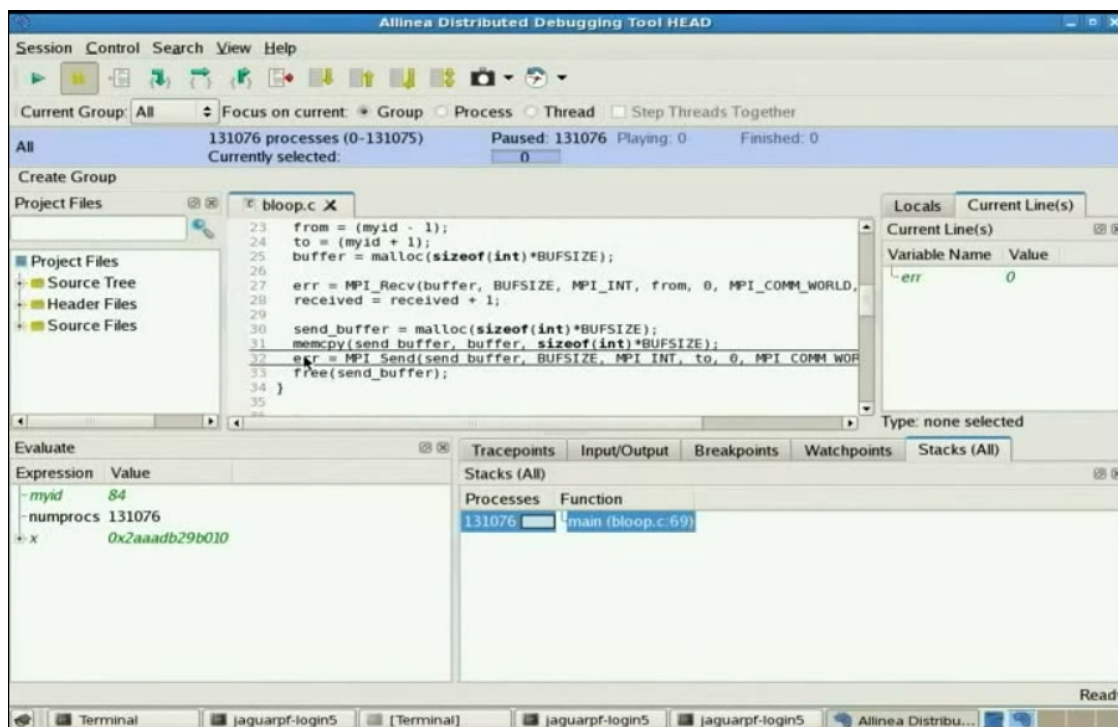 Allinea Distributed Debugging Tool HEAD
Session Control Search View Help
Current Group: All Focus on current: Group Process Thread Step Threads Together
All 131076 processes (0-131075) Paused: 131076 Playing: 0 Finished: 0
Currently selected: 0
Create Group
Project Files
Project Files
Source Tree
Header Files
Source Files
bloop.c X
23 from = (myid - 1);
24 to = (myid + 1);
25 buffer = malloc(sizeof(int)*BUFSIZE);
26
27 err = MPI_Recv(buffer, BUFSIZE, MPI_INT, from, 0, MPI_COMM_WORLD,
28 received = received + 1;
29
30 send_buffer = malloc(sizeof(int)*BUFSIZE);
31 memcpy(send_buffer, buffer, sizeof(int)*BUFSIZE);
32 err = MPI_Send(send_buffer, BUFSIZE, MPI_INT, to, 0, MPI_COMM_WOR
33 free(send_buffer);
34 }
35
Locals Current Line(s)
Current Line(s)
Variable Name Value
err 0
Type: none selected
Evaluate
Expression Value
myid 84
numprocs 131076
x 0x2aaadb29b010
Tracepoints Input/Output Breakpoints Watchpoints Stacks (All)
Stacks (All)
Processes Function
131076 main (bloop.c:69)
Ready
Terminal jaguarpf-login5 [Terminal] jaguarpf-login5 jaguarpf-login5 Allinea Distribu...